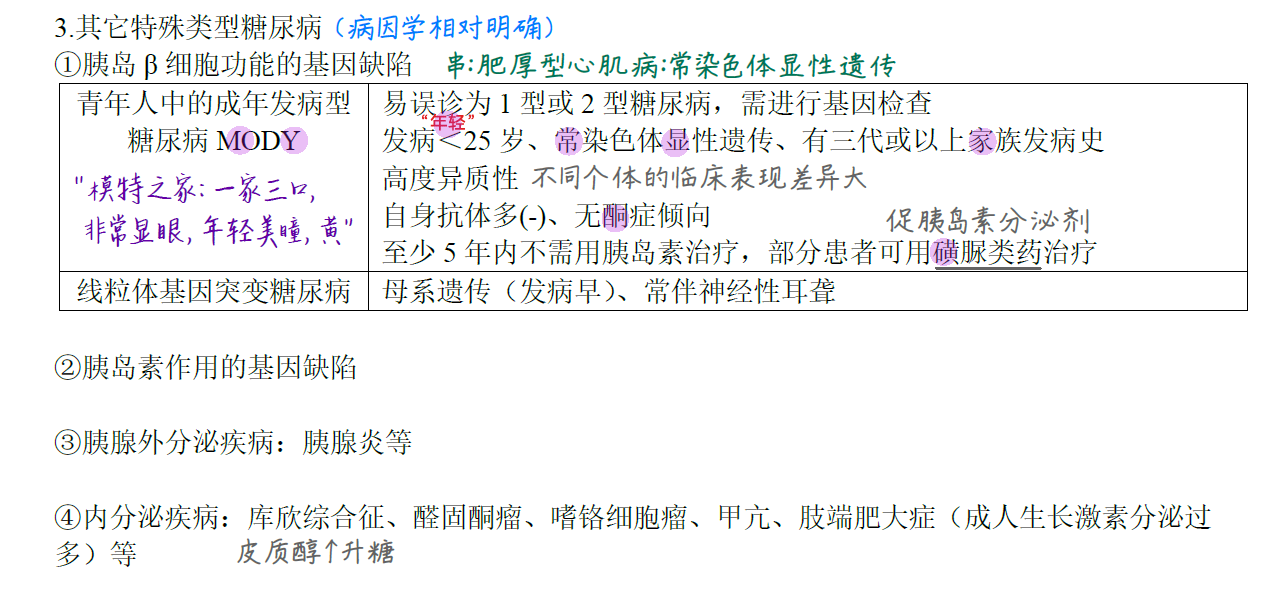 3.其它特殊类型糖尿病（病因学相对明确）
①胰岛 β 细胞功能的基因缺陷 串:肥厚型心肌病:常染色体显性遗传
青年人中的成年发病型
糖尿病 MODY
"模特之家:一家三口,
非常显眼,年轻美瞳,黄"
易误诊为 1 型或 2 型糖尿病，需进行基因检查
“年轻”
发病＜25 岁、常染色体显性遗传、有三代或以上家族发病史
高度异质性 不同个体的临床表现差异大
自身抗体多(-)、无酮症倾向 促胰岛素分泌剂
至少 5 年内不需用胰岛素治疗，部分患者可用磺脲类药治疗
线粒体基因突变糖尿病
母系遗传（发病早）、常伴神经性耳聋
②胰岛素作用的基因缺陷
③胰腺外分泌疾病：胰腺炎等
④内分泌疾病：库欣综合征、醛固酮瘤、嗜铬细胞瘤、甲亢、肢端肥大症（成人生长激素分泌过
多）等 皮质醇↑升糖